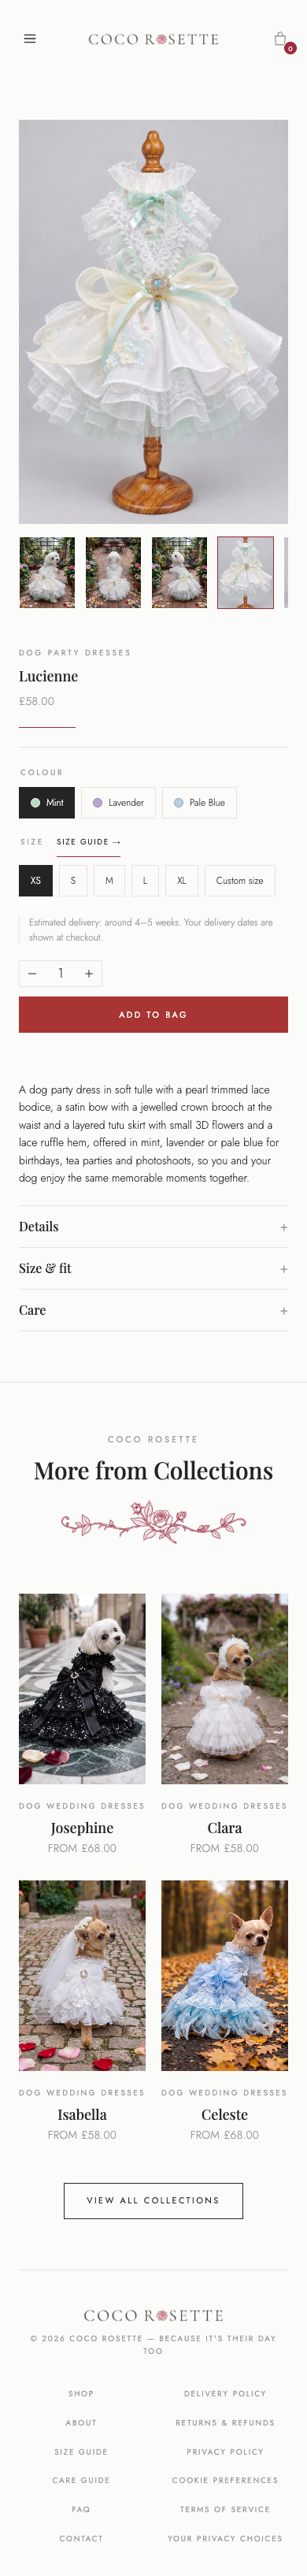 COCO ROSETTE
0
DOG PARTY DRESSES
Lucienne
£58.00
COLOUR
Mint
Lavender
Pale Blue
SIZE
SIZE GUIDE →
XS
S
M
L
XL
Custom size
Estimated delivery: around 4–5 weeks. Your delivery dates are
shown at checkout.
− 1 +
ADD TO BAG
A dog party dress in soft tulle with a pearl trimmed lace
bodice, a satin bow with a jewelled crown brooch at the
waist and a layered tutu skirt with small 3D flowers and a
lace ruffle hem, offered in mint, lavender or pale blue for
birthdays, tea parties and photoshoots, so you and your
dog enjoy the same memorable moments together.
Details +
Size & fit +
Care +
COCO ROSETTE
More from Collections
DOG WEDDING DRESSES
Josephine
FROM £68.00
DOG WEDDING DRESSES
Clara
FROM £58.00
DOG WEDDING DRESSES
Isabella
FROM £58.00
DOG WEDDING DRESSES
Celeste
FROM £68.00
VIEW ALL COLLECTIONS
COCO ROSETTE
© 2026 COCO ROSETTE — BECAUSE IT'S THEIR DAY
TOO
SHOP
ABOUT
SIZE GUIDE
CARE GUIDE
FAQ
CONTACT
DELIVERY POLICY
RETURNS & REFUNDS
PRIVACY POLICY
COOKIE PREFERENCES
TERMS OF SERVICE
YOUR PRIVACY CHOICES